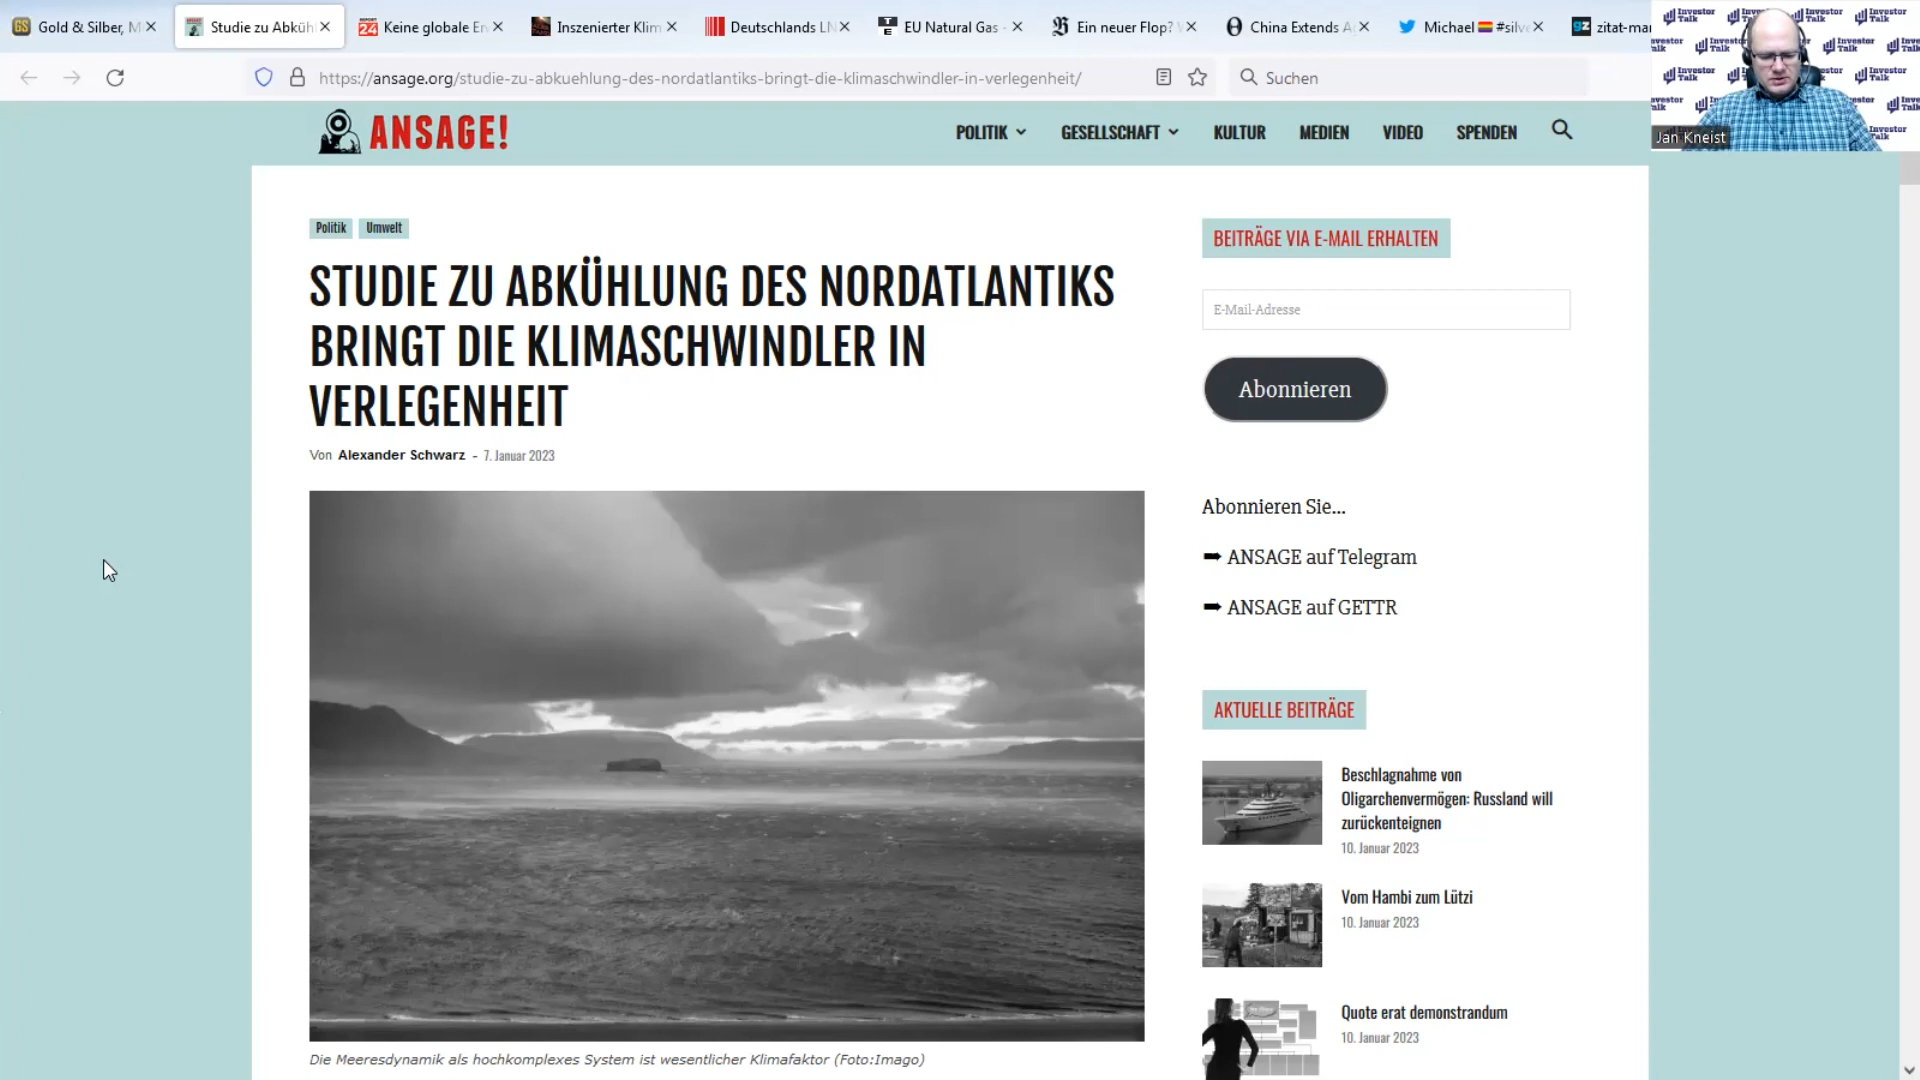 Gold & Silber, M
Studie zu Abkühl
Keine globale Er
Inszenierter Klim
Deutschlands LN
EU Natural Gas -
Ein neuer Flop?
China Extends A
Michael #silve
zitat-mar
https://ansage.org/studie-zu-abkuehlung-des-nordatlantiks-bringt-die-klimaschwindler-in-verlegenheit/
Suchen
Investor Talk
Jan Kneist
ANSAGE!
POLITIK
GESELLSCHAFT
KULTUR
MEDIEN
VIDEO
SPENDEN
Politik
Umwelt
STUDIE ZU ABKÜHLUNG DES NORDATLANTIKS
BRINGT DIE KLIMASCHWINDLER IN
VERLEGENHEIT
Von Alexander Schwarz - 7. Januar 2023
Die Meeresdynamik als hochkomplexes System ist wesentlicher Klimafaktor (Foto:Imago)
BEITRÄGE VIA E-MAIL ERHALTEN
E-Mail-Adresse
Abonnieren
Abonnieren Sie...
➡ ANSAGE auf Telegram
➡ ANSAGE auf GETTR
AKTUELLE BEITRÄGE
Beschlagnahme von
Oligarchenvermögen: Russland will
zurückenteignen
10. Januar 2023
Vom Hambi zum Lützi
10. Januar 2023
Quote erat demonstrandum
10. Januar 2023